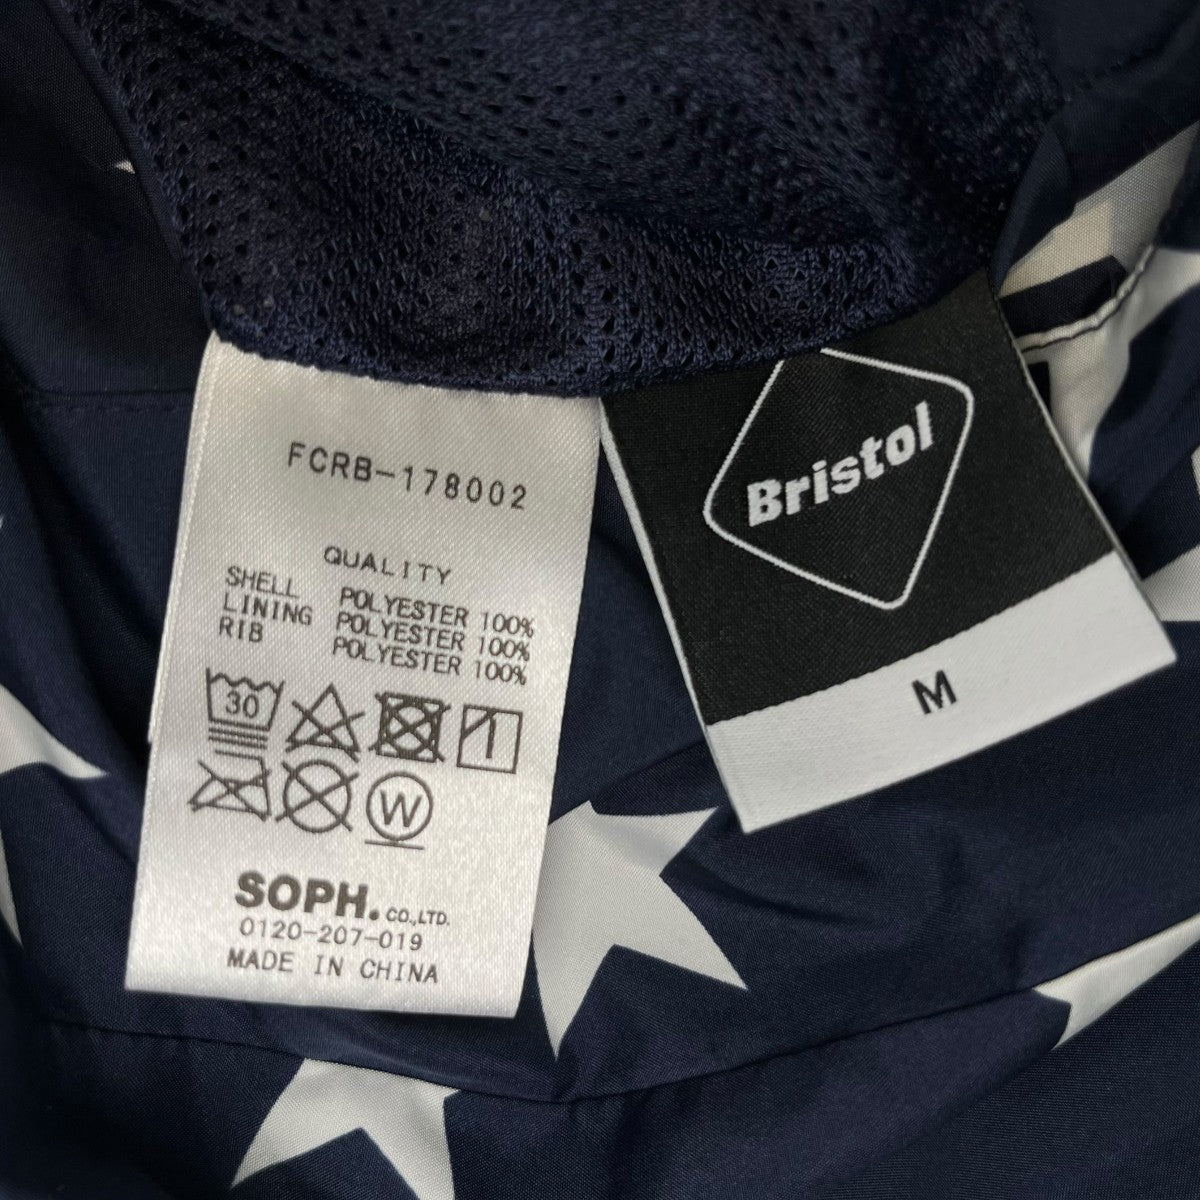 FCRB-178002
QUALITY
SHELL POLYESTER 100%
LINING POLYESTER 100%
RIB POLYESTER 100%
30
W
SOPH. CO.,LTD.
0120-207-019
MADE IN CHINA
Bristol
M